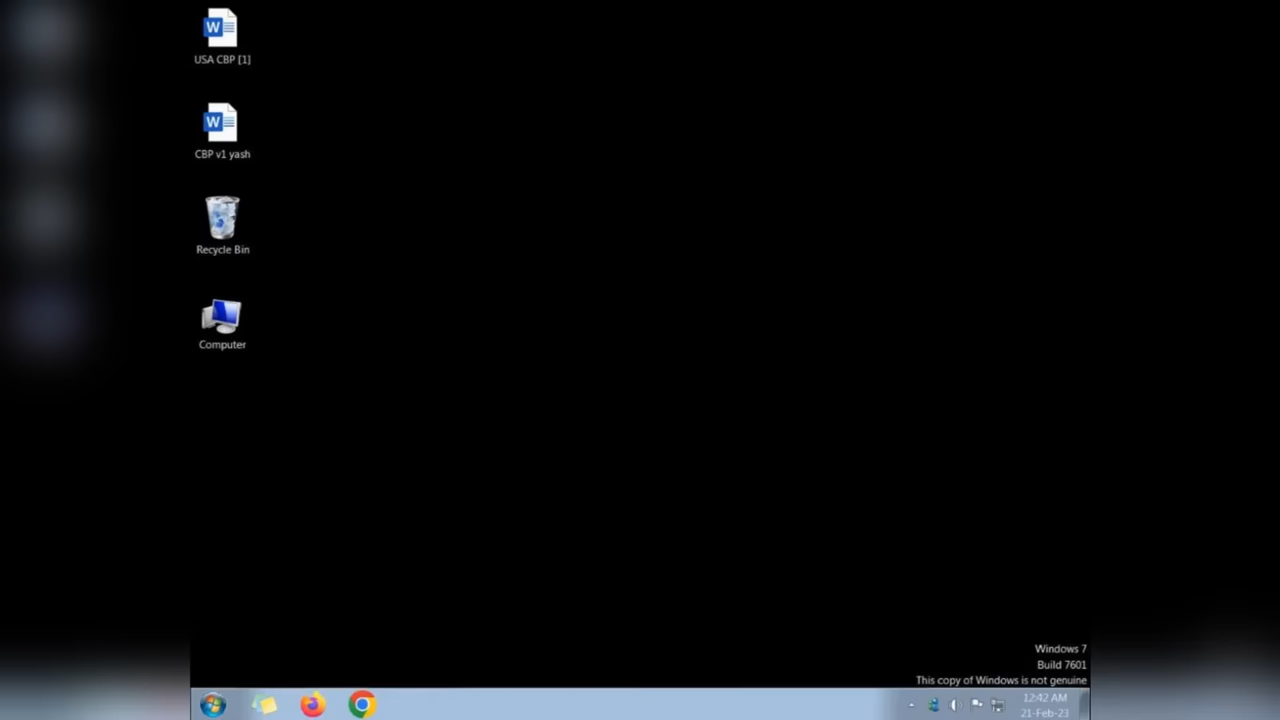 USA CBP [1]
CBP v1 yash
Recycle Bin
Computer
Windows 7
Build 7601
This copy of Windows is not genuine
12:42 AM
21-Feb-23